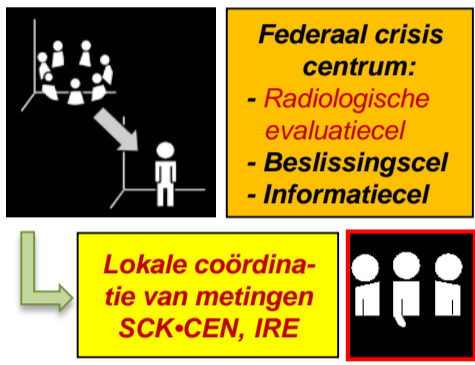 Federaal crisis
centrum:
- Radiologische
evaluatiecel
- Beslissingscel
- Informatiecel
Lokale coördina-
tie van metingen
SCK•CEN, IRE